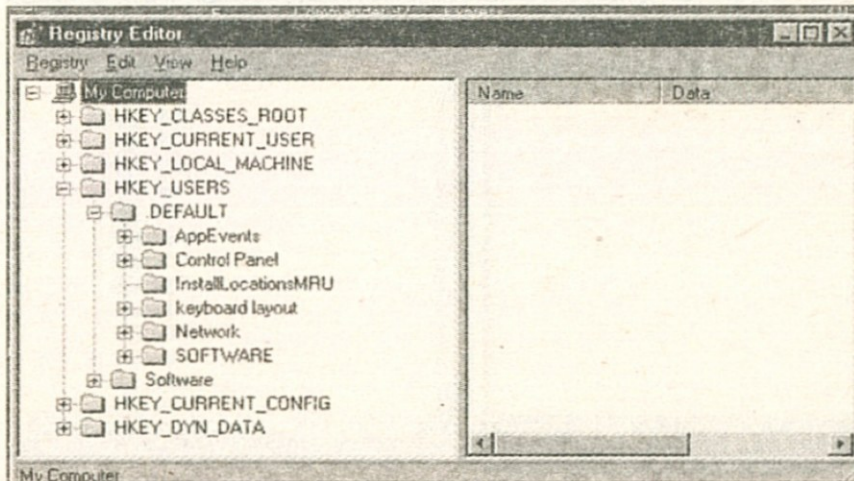 Registry Editor
Registry Edit View Help
My Computer
HKEY_CLASSES_ROOT
HKEY_CURRENT_USER
HKEY_LOCAL_MACHINE
HKEY_USERS
.DEFAULT
AppEvents
Control Panel
InstallLocationsMRU
keyboard layout
Network
SOFTWARE
Software
HKEY_CURRENT_CONFIG
HKEY_DYN_DATA
Name Data
My Computer